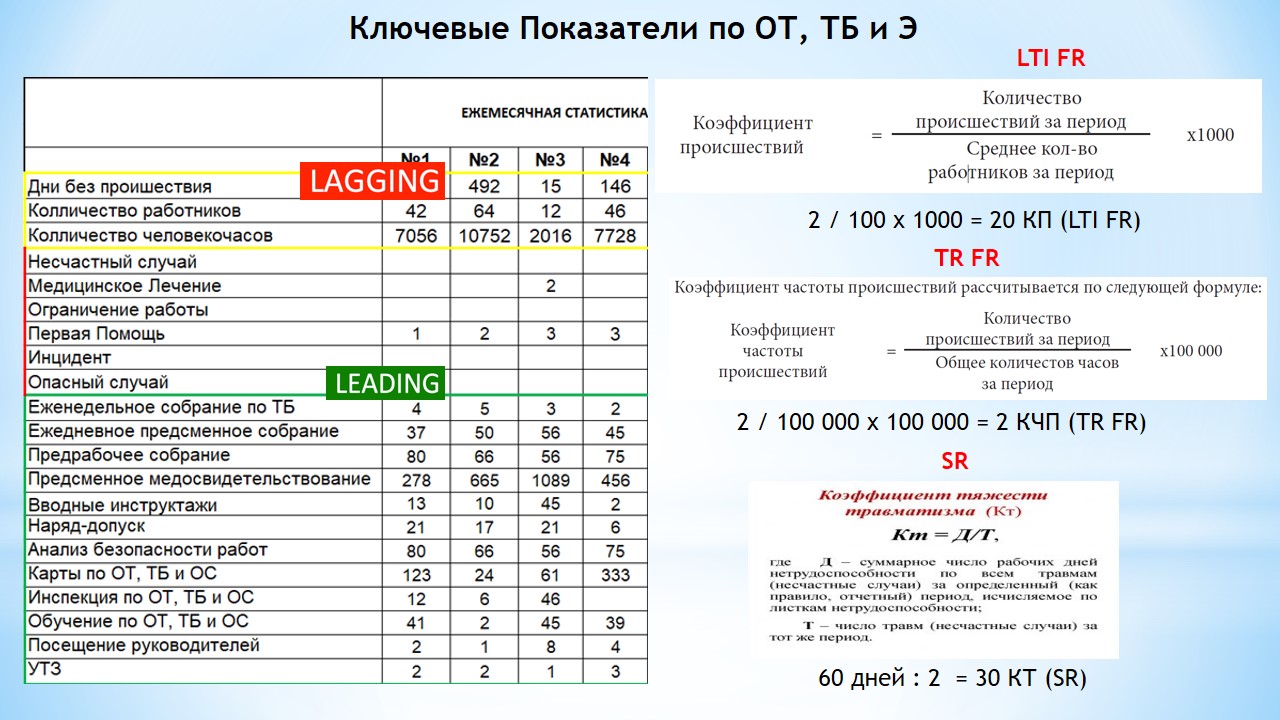 Ключевые Показатели по ОТ, ТБ и Э
ЕЖЕМЕСЯЧНАЯ СТАТИСТИКА
№1 №2 №3 №4
Дни без проишествия LAGGING 492 15 146
Колличество работников 42 64 12 46
Колличество человекочасов 7056 10752 2016 7728
Несчастный случай
Медицинское Лечение 2
Ограничение работы
Первая Помощь 1 2 3 3
Инцидент
Опасный случай LEADING
Еженедельное собрание по ТБ 4 5 3 2
Ежедневное предсменное собрание 37 50 56 45
Предрабочее собрание 80 66 56 75
Предсменное медосвидетельствование 278 665 1089 456
Вводные инструктажи 13 10 45 2
Наряд-допуск 21 17 21 6
Анализ безопасности работ 80 66 56 75
Карты по ОТ, ТБ и ОС 123 24 61 333
Инспекция по ОТ, ТБ и ОС 12 6 46
Обучение по ОТ, ТБ и ОС 41 2 45 39
Посещение руководителей 2 1 8 4
УТЗ 2 2 1 3
LTI FR
Количество
происшествий за период
Коэффициент
происшествий
= x1000
Среднее кол-во
работников за период
2 / 100 x 1000 = 20 КП (LTI FR)
TR FR
Коэффициент частоты происшествий рассчитывается по следующей формуле:
Количество
происшествий за период
Коэффициент
частоты
происшествий
= x100 000
Общее количестов часов
за период
2 / 100 000 x 100 000 = 2 КЧП (TR FR)
SR
Коэффициент тяжести
травматизма (Кт)
Кт = Д/Т,
где Д – суммарное число рабочих дней
нетрудоспособности по всем травмам
(несчастные случаи) за определенный (как
правило, отчетный) период, исчисляемое по
листкам нетрудоспособности;
Т – число травм (несчастные случаи) за
тот же период.
60 дней : 2 = 30 КТ (SR)